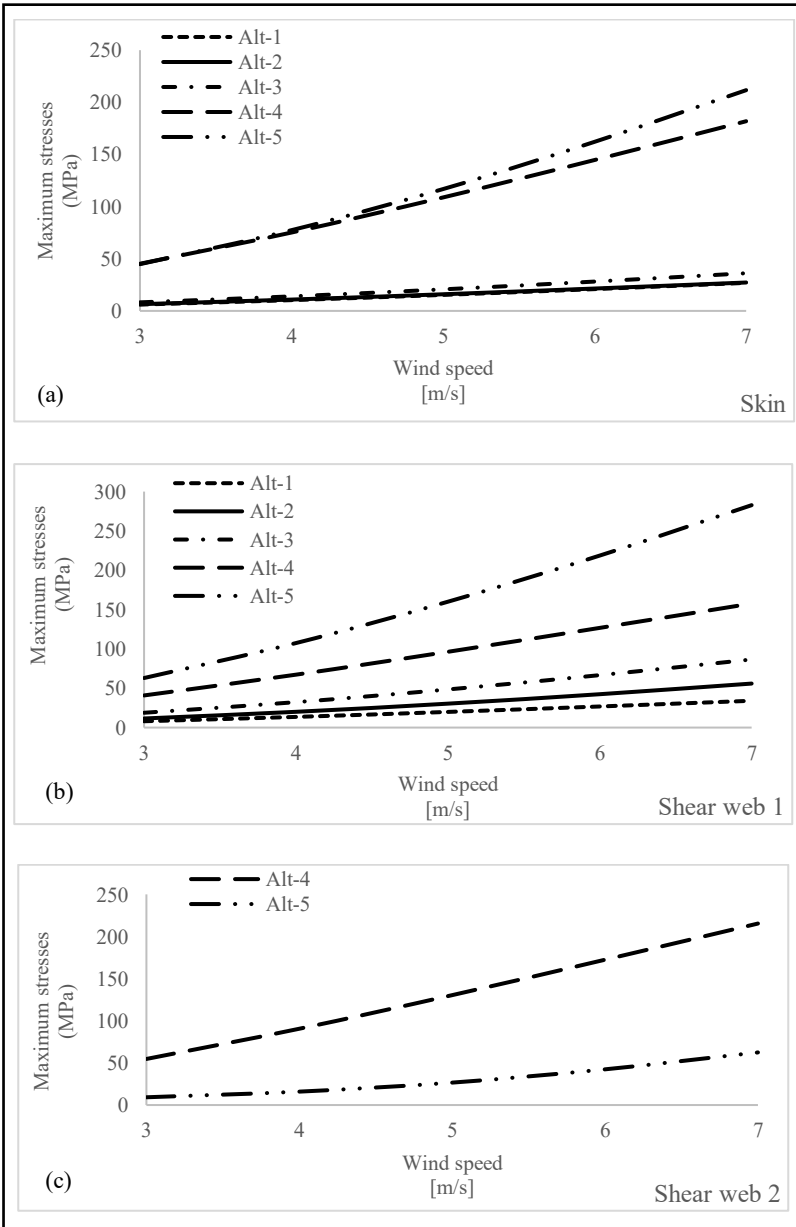 Alt-1
Alt-2
Alt-3
Alt-4
Alt-5
250
200
150
100
50
0
Maximum stresses
(MPa)
3 4 5 6 7
Wind speed
[m/s]
(a)
Skin
Alt-1
Alt-2
Alt-3
Alt-4
Alt-5
300
250
200
150
100
50
0
Maximum stresses
(MPa)
3 4 5 6 7
Wind speed
[m/s]
(b)
Shear web 1
Alt-4
Alt-5
250
200
150
100
50
0
Maximum stresses
(MPa)
3 4 5 6 7
Wind speed
[m/s]
(c)
Shear web 2